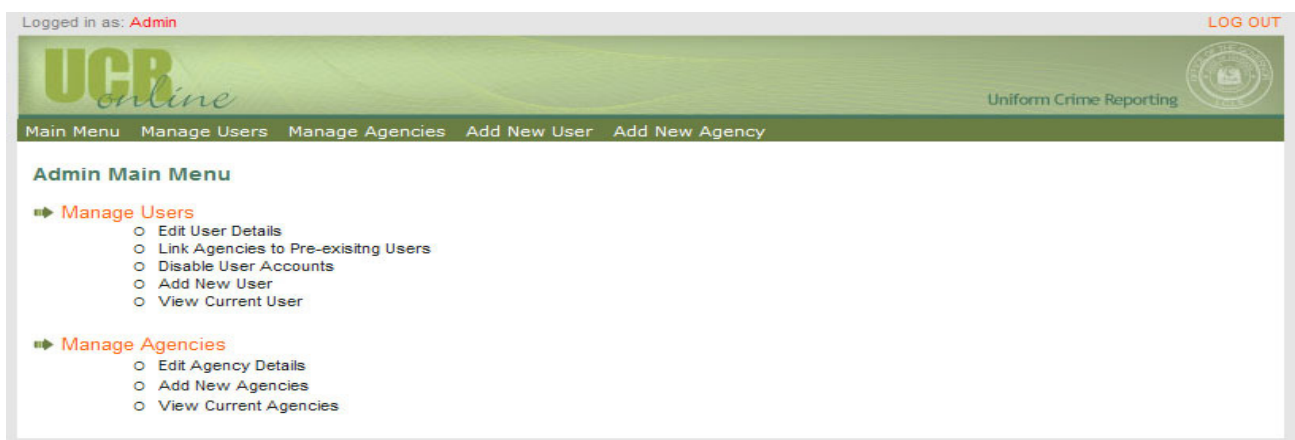 Logged in as: Admin LOG OUT
UCR
online
Uniform Crime Reporting
Main Menu Manage Users Manage Agencies Add New User Add New Agency
Admin Main Menu
Manage Users
Edit User Details
Link Agencies to Pre-exisitng Users
Disable User Accounts
Add New User
View Current User
Manage Agencies
Edit Agency Details
Add New Agencies
View Current Agencies